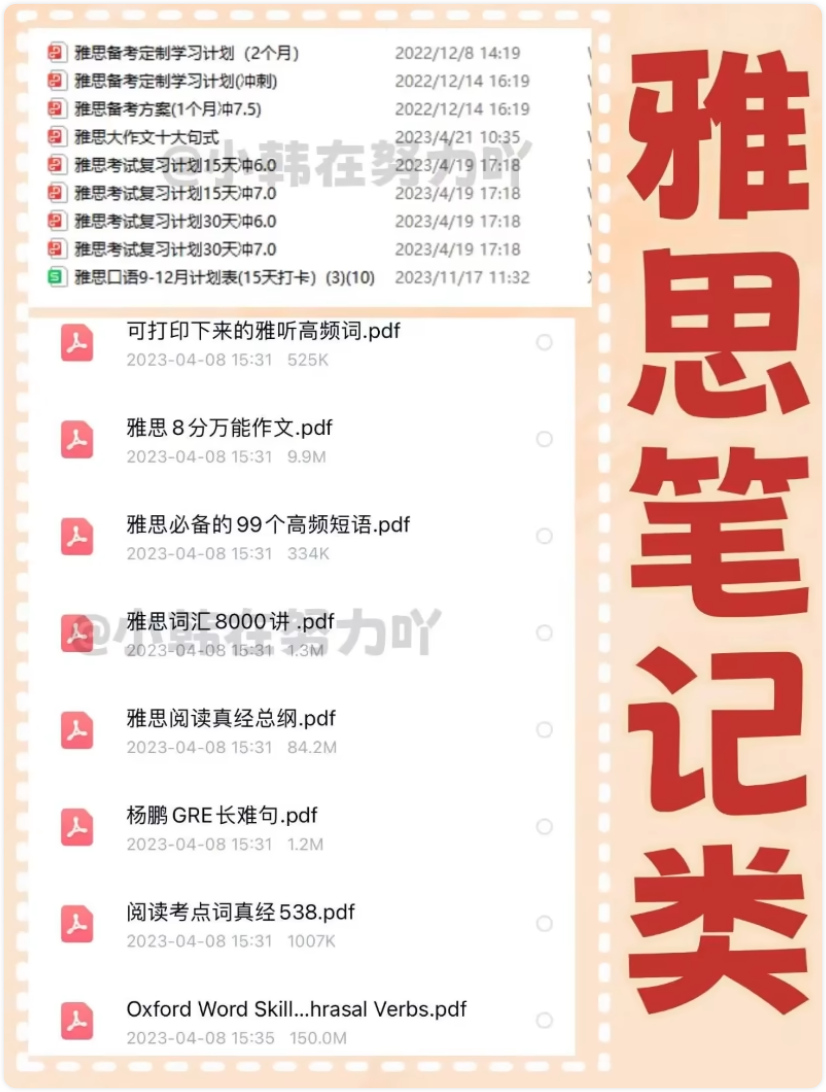 雅思备考定制学习计划（2个月） 2022/12/8 14:19
雅思备考定制学习计划(冲刺) 2022/12/14 16:19
雅思备考方案(1个月冲7.5) 2022/12/14 16:19
雅思大作文十大句式 2023/4/21 10:35
雅思考试复习计划15天冲6.0 2023/4/19 17:18
雅思考试复习计划15天冲7.0 2023/4/19 17:18
雅思考试复习计划30天冲6.0 2023/4/19 17:18
雅思考试复习计划30天冲7.0 2023/4/19 17:18
雅思口语9-12月计划表(15天打卡）(3)(10) 2023/11/17 11:32
@小韩在努力吖
可打印下来的雅听高频词.pdf
2023-04-08 15:31 525K
雅思8分万能作文.pdf
2023-04-08 15:31 9.9M
雅思必备的99个高频短语.pdf
2023-04-08 15:31 334K
雅思词汇8000讲 .pdf
2023-04-08 15:31 1.3M
@小韩在努力吖
雅思阅读真经总纲.pdf
2023-04-08 15:31 84.2M
杨鹏GRE长难句.pdf
2023-04-08 15:31 1.2M
阅读考点词真经538.pdf
2023-04-08 15:31 1007K
Oxford Word Skill...hrasal Verbs.pdf
2023-04-08 15:35 150.0M
雅思笔记类